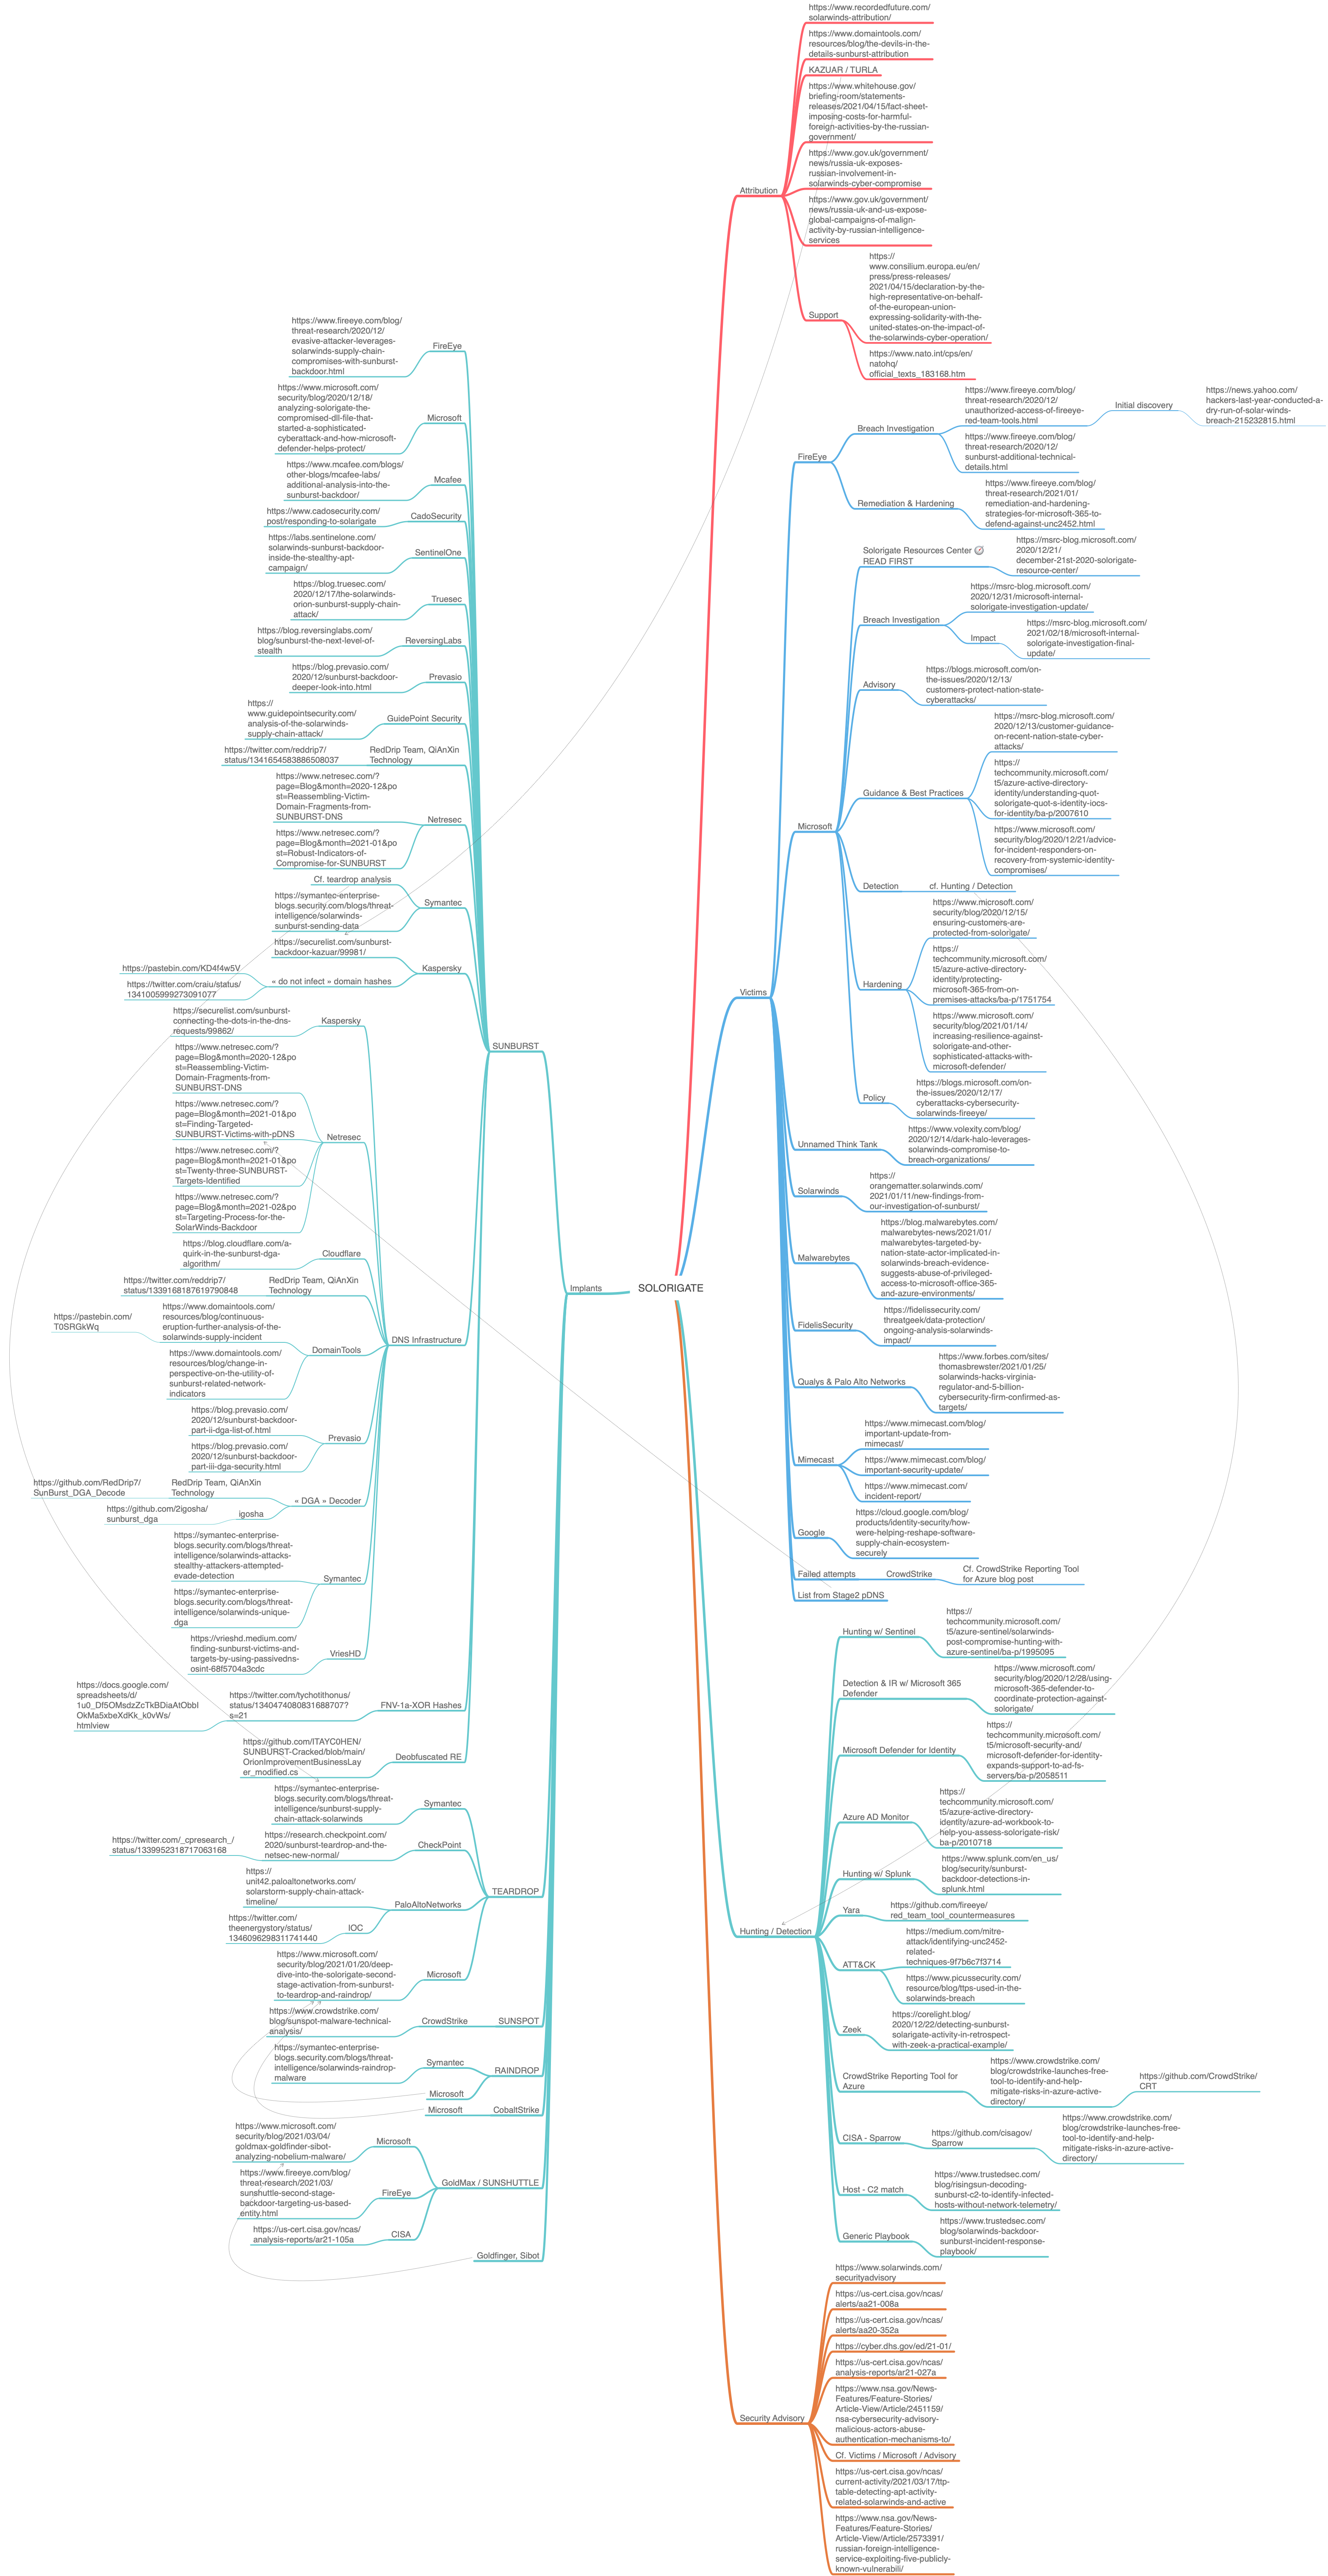 SOLORIGATE
Attribution
https://www.recordedfuture.com/
solarwinds-attribution/
https://www.domaintools.com/
resources/blog/the-devils-in-the-
details-sunburst-attribution
KAZUAR / TURLA
https://www.whitehouse.gov/
briefing-room/statements-
releases/2021/04/15/fact-sheet-
imposing-costs-for-harmful-
foreign-activities-by-the-russian-
government/
https://www.gov.uk/government/
news/russia-uk-exposes-
russian-involvement-in-
solarwinds-cyber-compromise
https://www.gov.uk/government/
news/russia-uk-and-us-expose-
global-campaigns-of-malign-
activity-by-russian-intelligence-
services
Support
https://
www.consilium.europa.eu/en/
press/press-releases/
2021/04/15/declaration-by-the-
high-representative-on-behalf-
of-the-european-union-
expressing-solidarity-with-the-
united-states-on-the-impact-of-
the-solarwinds-cyber-operation/
https://www.nato.int/cps/en/
natohq/
official_texts_183168.htm
Victims
FireEye
Breach Investigation
https://www.fireeye.com/blog/
threat-research/2020/12/
unauthorized-access-of-fireeye-
red-team-tools.html
Initial discovery
https://news.yahoo.com/
hackers-last-year-conducted-a-
dry-run-of-solar-winds-
breach-215232815.html
https://www.fireeye.com/blog/
threat-research/2020/12/
sunburst-additional-technical-
details.html
Remediation & Hardening
https://www.fireeye.com/blog/
threat-research/2021/01/
remediation-and-hardening-
strategies-for-microsoft-365-to-
defend-against-unc2452.html
Microsoft
Solorigate Resources Center
READ FIRST
https://msrc-blog.microsoft.com/
2020/12/21/
december-21st-2020-solorigate-
resource-center/
Breach Investigation
https://msrc-blog.microsoft.com/
2020/12/31/microsoft-internal-
solorigate-investigation-update/
Impact
https://msrc-blog.microsoft.com/
2021/02/18/microsoft-internal-
solorigate-investigation-final-
update/
Advisory
https://blogs.microsoft.com/on-
the-issues/2020/12/13/
customers-protect-nation-state-
cyberattacks/
Guidance & Best Practices
https://msrc-blog.microsoft.com/
2020/12/13/customer-guidance-
on-recent-nation-state-cyber-
attacks/
https://
techcommunity.microsoft.com/
t5/azure-active-directory-
identity/understanding-quot-
solorigate-quot-s-identity-iocs-
for-identity/ba-p/2007610
https://www.microsoft.com/
security/blog/2020/12/21/advice-
for-incident-responders-on-
recovery-from-systemic-identity-
compromises/
Detection
cf. Hunting / Detection
Hardening
https://www.microsoft.com/
security/blog/2020/12/15/
ensuring-customers-are-
protected-from-solorigate/
https://
techcommunity.microsoft.com/
t5/azure-active-directory-
identity/protecting-
microsoft-365-from-on-
premises-attacks/ba-p/1751754
https://www.microsoft.com/
security/blog/2021/01/14/
increasing-resilience-against-
solorigate-and-other-
sophisticated-attacks-with-
microsoft-defender/
Policy
https://blogs.microsoft.com/on-
the-issues/2020/12/17/
cyberattacks-cybersecurity-
solarwinds-fireeye/
Unnamed Think Tank
https://www.volexity.com/blog/
2020/12/14/dark-halo-leverages-
solarwinds-compromise-to-
breach-organizations/
Solarwinds
https://
orangematter.solarwinds.com/
2021/01/11/new-findings-from-
our-investigation-of-sunburst/
Malwarebytes
https://blog.malwarebytes.com/
malwarebytes-news/2021/01/
malwarebytes-targeted-by-
nation-state-actor-implicated-in-
solarwinds-breach-evidence-
suggests-abuse-of-privileged-
access-to-microsoft-office-365-
and-azure-environments/
FidelisSecurity
https://fidelissecurity.com/
threatgeek/data-protection/
ongoing-analysis-solarwinds-
impact/
Qualys & Palo Alto Networks
https://www.forbes.com/sites/
thomasbrewster/2021/01/25/
solarwinds-hacks-virginia-
regulator-and-5-billion-
cybersecurity-firm-confirmed-as-
targets/
Mimecast
https://www.mimecast.com/blog/
important-update-from-
mimecast/
https://www.mimecast.com/blog/
important-security-update/
https://www.mimecast.com/
incident-report/
Google
https://cloud.google.com/blog/
products/identity-security/how-
were-helping-reshape-software-
supply-chain-ecosystem-
securely
Failed attempts
CrowdStrike
Cf. CrowdStrike Reporting Tool
for Azure blog post
List from Stage2 pDNS
Hunting / Detection
Hunting w/ Sentinel
https://
techcommunity.microsoft.com/
t5/azure-sentinel/solarwinds-
post-compromise-hunting-with-
azure-sentinel/ba-p/1995095
Detection & IR w/ Microsoft 365
Defender
https://www.microsoft.com/
security/blog/2020/12/28/using-
microsoft-365-defender-to-
coordinate-protection-against-
solorigate/
Microsoft Defender for Identity
https://
techcommunity.microsoft.com/
t5/microsoft-security-and/
microsoft-defender-for-identity-
expands-support-to-ad-fs-
servers/ba-p/2058511
Azure AD Monitor
https://
techcommunity.microsoft.com/
t5/azure-active-directory-
identity/azure-ad-workbook-to-
help-you-assess-solorigate-risk/
ba-p/2010718
Hunting w/ Splunk
https://www.splunk.com/en_us/
blog/security/sunburst-
backdoor-detections-in-
splunk.html
Yara
https://github.com/fireeye/
red_team_tool_countermeasures
ATT&CK
https://medium.com/mitre-
attack/identifying-unc2452-
related-
techniques-9f7b6c7f3714
https://www.picussecurity.com/
resource/blog/ttps-used-in-the-
solarwinds-breach
Zeek
https://corelight.blog/
2020/12/22/detecting-sunburst-
solarigate-activity-in-retrospect-
with-zeek-a-practical-example/
CrowdStrike Reporting Tool for
Azure
https://www.crowdstrike.com/
blog/crowdstrike-launches-free-
tool-to-identify-and-help-
mitigate-risks-in-azure-active-
directory/
https://github.com/CrowdStrike/
CRT
CISA - Sparrow
https://github.com/cisagov/
Sparrow
https://www.crowdstrike.com/
blog/crowdstrike-launches-free-
tool-to-identify-and-help-
mitigate-risks-in-azure-active-
directory/
Host - C2 match
https://www.trustedsec.com/
blog/risingsun-decoding-
sunburst-c2-to-identify-infected-
hosts-without-network-telemetry/
Generic Playbook
https://www.trustedsec.com/
blog/solarwinds-backdoor-
sunburst-incident-response-
playbook/
Security Advisory
https://www.solarwinds.com/
securityadvisory
https://us-cert.cisa.gov/ncas/
alerts/aa21-008a
https://us-cert.cisa.gov/ncas/
alerts/aa20-352a
https://cyber.dhs.gov/ed/21-01/
https://us-cert.cisa.gov/ncas/
analysis-reports/ar21-027a
https://www.nsa.gov/News-
Features/Feature-Stories/
Article-View/Article/2451159/
nsa-cybersecurity-advisory-
malicious-actors-abuse-
authentication-mechanisms-to/
Cf. Victims / Microsoft / Advisory
https://us-cert.cisa.gov/ncas/
current-activity/2021/03/17/ttp-
table-detecting-apt-activity-
related-solarwinds-and-active
https://www.nsa.gov/News-
Features/Feature-Stories/
Article-View/Article/2573391/
russian-foreign-intelligence-
service-exploiting-five-publicly-
known-vulnerabili/
Implants
SUNBURST
FireEye
https://www.fireeye.com/blog/
threat-research/2020/12/
evasive-attacker-leverages-
solarwinds-supply-chain-
compromises-with-sunburst-
backdoor.html
Microsoft
https://www.microsoft.com/
security/blog/2020/12/18/
analyzing-solorigate-the-
compromised-dll-file-that-
started-a-sophisticated-
cyberattack-and-how-microsoft-
defender-helps-protect/
Mcafee
https://www.mcafee.com/blogs/
other-blogs/mcafee-labs/
additional-analysis-into-the-
sunburst-backdoor/
CadoSecurity
https://www.cadosecurity.com/
post/responding-to-solarigate
SentinelOne
https://labs.sentinelone.com/
solarwinds-sunburst-backdoor-
inside-the-stealthy-apt-
campaign/
Truesec
https://blog.truesec.com/
2020/12/17/the-solarwinds-
orion-sunburst-supply-chain-
attack/
ReversingLabs
https://blog.reversinglabs.com/
blog/sunburst-the-next-level-of-
stealth
Prevasio
https://blog.prevasio.com/
2020/12/sunburst-backdoor-
deeper-look-into.html
GuidePoint Security
https://
www.guidepointsecurity.com/
analysis-of-the-solarwinds-
supply-chain-attack/
RedDrip Team, QiAnXin
Technology
https://twitter.com/reddrip7/
status/1341654583886508037
Netresec
https://www.netresec.com/?
page=Blog&month=2020-12&po
st=Reassembling-Victim-
Domain-Fragments-from-
SUNBURST-DNS
https://www.netresec.com/?
page=Blog&month=2021-01&po
st=Robust-Indicators-of-
Compromise-for-SUNBURST
Symantec
Cf. teardrop analysis
https://symantec-enterprise-
blogs.security.com/blogs/threat-
intelligence/solarwinds-
sunburst-sending-data
Kaspersky
https://securelist.com/sunburst-
backdoor-kazuar/99981/
« do not infect » domain hashes
https://pastebin.com/KD4f4w5V
https://twitter.com/craiu/status/
1341005999273091077
DNS Infrastructure
Kaspersky
https://securelist.com/sunburst-
connecting-the-dots-in-the-dns-
requests/99862/
Netresec
https://www.netresec.com/?
page=Blog&month=2020-12&po
st=Reassembling-Victim-
Domain-Fragments-from-
SUNBURST-DNS
https://www.netresec.com/?
page=Blog&month=2021-01&po
st=Finding-Targeted-
SUNBURST-Victims-with-pDNS
https://www.netresec.com/?
page=Blog&month=2021-01&po
st=Twenty-three-SUNBURST-
Targets-Identified
https://www.netresec.com/?
page=Blog&month=2021-02&po
st=Targeting-Process-for-the-
SolarWinds-Backdoor
Cloudflare
https://blog.cloudflare.com/a-
quirk-in-the-sunburst-dga-
algorithm/
RedDrip Team, QiAnXin
Technology
https://twitter.com/reddrip7/
status/1339168187619790848
DomainTools
https://www.domaintools.com/
resources/blog/continuous-
eruption-further-analysis-of-the-
solarwinds-supply-incident
https://pastebin.com/
T0SRGkWq
https://www.domaintools.com/
resources/blog/change-in-
perspective-on-the-utility-of-
sunburst-related-network-
indicators
Prevasio
https://blog.prevasio.com/
2020/12/sunburst-backdoor-
part-ii-dga-list-of.html
https://blog.prevasio.com/
2020/12/sunburst-backdoor-
part-iii-dga-security.html
« DGA » Decoder
RedDrip Team, QiAnXin
Technology
https://github.com/RedDrip7/
SunBurst_DGA_Decode
igosha
https://github.com/2igosha/
sunburst_dga
Symantec
https://symantec-enterprise-
blogs.security.com/blogs/threat-
intelligence/solarwinds-attacks-
stealthy-attackers-attempted-
evade-detection
https://symantec-enterprise-
blogs.security.com/blogs/threat-
intelligence/solarwinds-unique-
dga
VriesHD
https://vrieshd.medium.com/
finding-sunburst-victims-and-
targets-by-using-passivedns-
osint-68f5704a3cdc
FNV-1a-XOR Hashes
https://twitter.com/tychotithonus/
status/1340474080831688707?
s=21
https://docs.google.com/
spreadsheets/d/
1u0_Df5OMsdzZcTkBDiaAtObbI
OkMa5xbeXdKk_k0vWs/
htmlview
Deobfuscated RE
https://github.com/ITAYC0HEN/
SUNBURST-Cracked/blob/main/
OrionImprovementBusinessLay
er_modified.cs
TEARDROP
Symantec
https://symantec-enterprise-
blogs.security.com/blogs/threat-
intelligence/sunburst-supply-
chain-attack-solarwinds
CheckPoint
https://research.checkpoint.com/
2020/sunburst-teardrop-and-the-
netsec-new-normal/
https://twitter.com/_cpresearch_/
status/1339952318717063168
PaloAltoNetworks
https://
unit42.paloaltonetworks.com/
solarstorm-supply-chain-attack-
timeline/
IOC
https://twitter.com/
theenergystory/status/
1346096298311741440
Microsoft
https://www.microsoft.com/
security/blog/2021/01/20/deep-
dive-into-the-solorigate-second-
stage-activation-from-sunburst-
to-teardrop-and-raindrop/
SUNSPOT
CrowdStrike
https://www.crowdstrike.com/
blog/sunspot-malware-technical-
analysis/
RAINDROP
Symantec
https://symantec-enterprise-
blogs.security.com/blogs/threat-
intelligence/solarwinds-raindrop-
malware
Microsoft
CobaltStrike
Microsoft
GoldMax / SUNSHUTTLE
Microsoft
https://www.microsoft.com/
security/blog/2021/03/04/
goldmax-goldfinder-sibot-
analyzing-nobelium-malware/
FireEye
https://www.fireeye.com/blog/
threat-research/2021/03/
sunshuttle-second-stage-
backdoor-targeting-us-based-
entity.html
CISA
https://us-cert.cisa.gov/ncas/
analysis-reports/ar21-105a
Goldfinger, Sibot